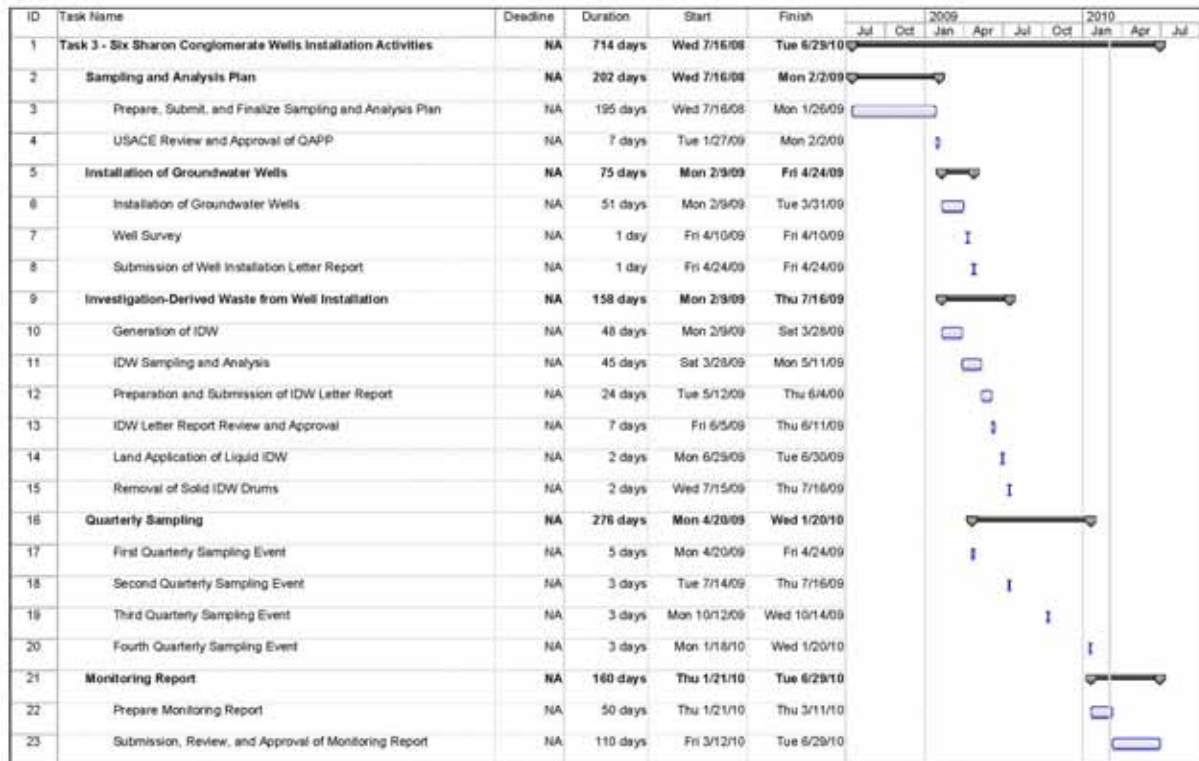 ID Task Name Deadline Duration Start Finish 2009 2010
Jul Oct Jan Apr Jul Oct Jan Apr Jul
1 Task 3 - Six Sharon Conglomerate Wells Installation Activities NA 714 days Wed 7/16/08 Tue 6/29/10
2 Sampling and Analysis Plan NA 202 days Wed 7/16/08 Mon 2/2/09
3 Prepare, Submit, and Finalize Sampling and Analysis Plan NA 195 days Wed 7/16/08 Mon 1/26/09
4 USACE Review and Approval of QAPP NA 7 days Tue 1/27/09 Mon 2/2/09
5 Installation of Groundwater Wells NA 75 days Mon 2/9/09 Fri 4/24/09
6 Installation of Groundwater Wells NA 51 days Mon 2/9/09 Tue 3/31/09
7 Well Survey NA 1 day Fri 4/10/09 Fri 4/10/09
8 Submission of Well Installation Letter Report NA 1 day Fri 4/24/09 Fri 4/24/09
9 Investigation-Derived Waste from Well Installation NA 158 days Mon 2/9/09 Thu 7/16/09
10 Generation of IDW NA 48 days Mon 2/9/09 Sat 3/28/09
11 IDW Sampling and Analysis NA 45 days Sat 3/28/09 Mon 5/11/09
12 Preparation and Submission of IDW Letter Report NA 24 days Tue 5/12/09 Thu 6/4/09
13 IDW Letter Report Review and Approval NA 7 days Fri 6/5/09 Thu 6/11/09
14 Land Application of Liquid IDW NA 2 days Mon 6/29/09 Tue 6/30/09
15 Removal of Solid IDW Drums NA 2 days Wed 7/15/09 Thu 7/16/09
16 Quarterly Sampling NA 276 days Mon 4/20/09 Wed 1/20/10
17 First Quarterly Sampling Event NA 5 days Mon 4/20/09 Fri 4/24/09
18 Second Quarterly Sampling Event NA 3 days Tue 7/14/09 Thu 7/16/09
19 Third Quarterly Sampling Event NA 3 days Mon 10/12/09 Wed 10/14/09
20 Fourth Quarterly Sampling Event NA 3 days Mon 1/18/10 Wed 1/20/10
21 Monitoring Report NA 160 days Thu 1/21/10 Tue 6/29/10
22 Prepare Monitoring Report NA 50 days Thu 1/21/10 Thu 3/11/10
23 Submission, Review, and Approval of Monitoring Report NA 110 days Fri 3/12/10 Tue 6/29/10